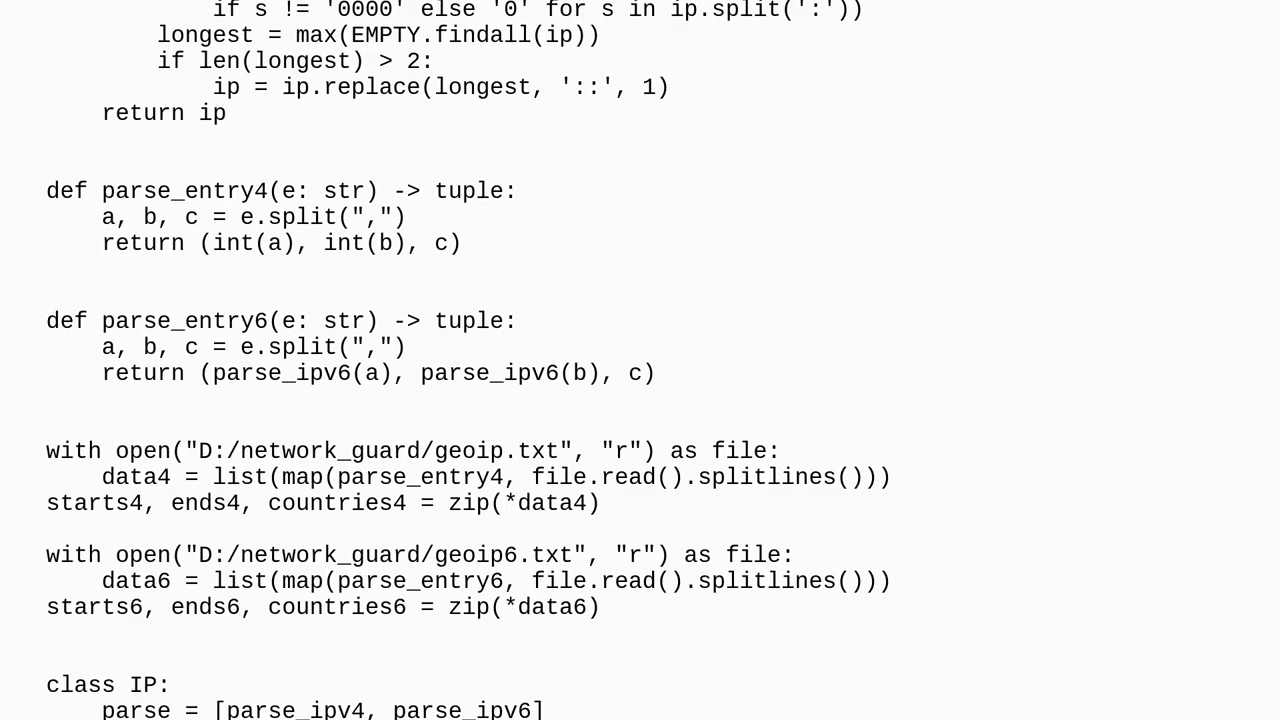 if s != '0000' else '0' for s in ip.split(':'))
longest = max(EMPTY.findall(ip))
if len(longest) > 2:
ip = ip.replace(longest, '::', 1)
return ip
def parse_entry4(e: str) -> tuple:
a, b, c = e.split(",")
return (int(a), int(b), c)
def parse_entry6(e: str) -> tuple:
a, b, c = e.split(",")
return (parse_ipv6(a), parse_ipv6(b), c)
with open("D:/network_guard/geoip.txt", "r") as file:
data4 = list(map(parse_entry4, file.read().splitlines()))
starts4, ends4, countries4 = zip(*data4)
with open("D:/network_guard/geoip6.txt", "r") as file:
data6 = list(map(parse_entry6, file.read().splitlines()))
starts6, ends6, countries6 = zip(*data6)
class IP:
parse = [parse_ipv4, parse_ipv6]